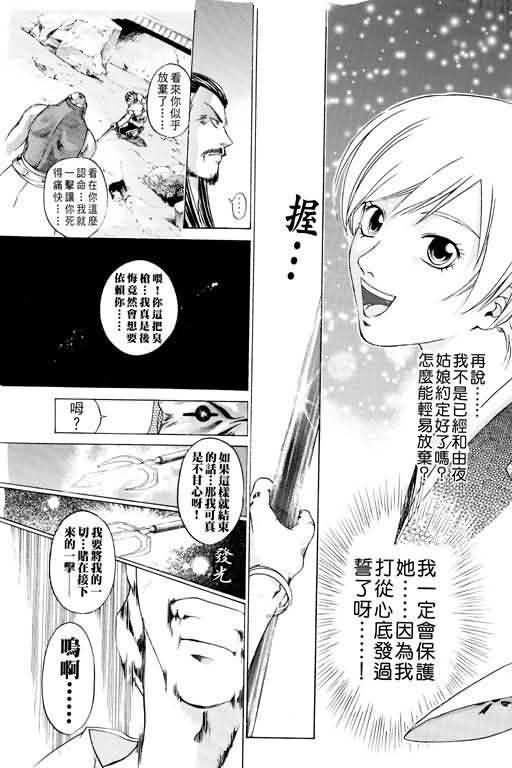 再說……
我不是已經和由夜
姑娘約定好了嗎？
怎麼能輕易放棄？
我一定會保護
她……因為我
打從心底發過
誓了呀……！
握…
…
看來你似乎
放棄了……
看在你這麼
認命…我就
一擊讓你死
得痛快……
喂！你這把臭
槍…我真是後
悔竟然會想要
依賴你……
嗯？
如果這樣就結束
的話…那我可真
是不甘心呀！
發光
我要將我的一
切…賭在接下
來的一擊…
嗚
啊……